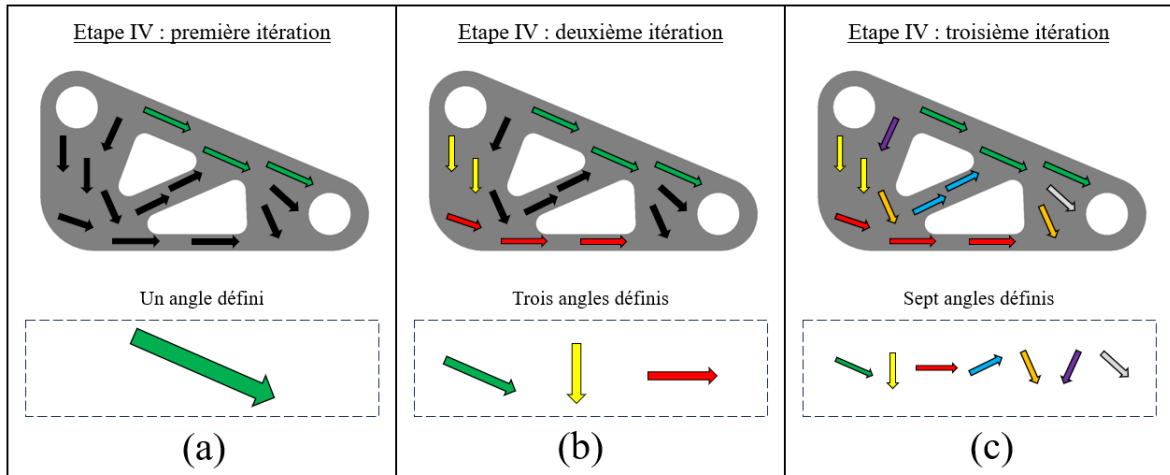 Etape IV : première itération
Un angle défini
(a)
Etape IV : deuxième itération
Trois angles définis
(b)
Etape IV : troisième itération
Sept angles définis
(c)